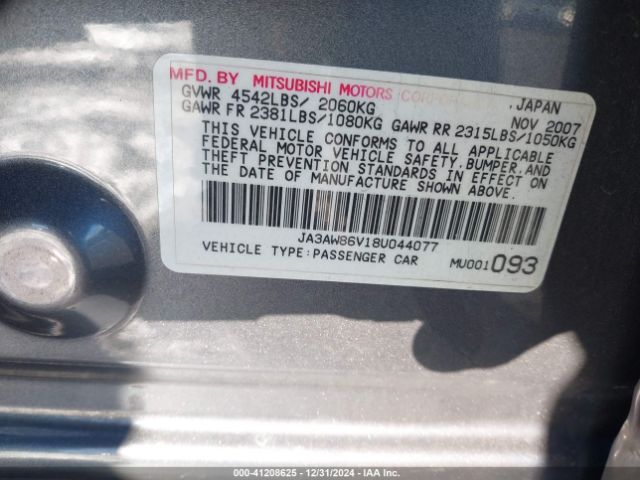 MFD. BY MITSUBISHI MOTORS CORPORATION, JAPAN
GVWR 4542LBS/ 2060KG NOV 2007
GAWR FR 2381LBS/1080KG GAWR RR 2315LBS/1050KG
THIS VEHICLE CONFORMS TO ALL APPLICABLE
FEDERAL MOTOR VEHICLE SAFETY,BUMPER,AND
THEFT PREVENTION STANDARDS IN EFFECT ON
THE DATE OF MANUFACTURE SHOWN ABOVE.
JA3AW86V18U044077
VEHICLE TYPE:PASSENGER CAR MU001093
000-41208625 - 12/31/2024 - IAA Inc.